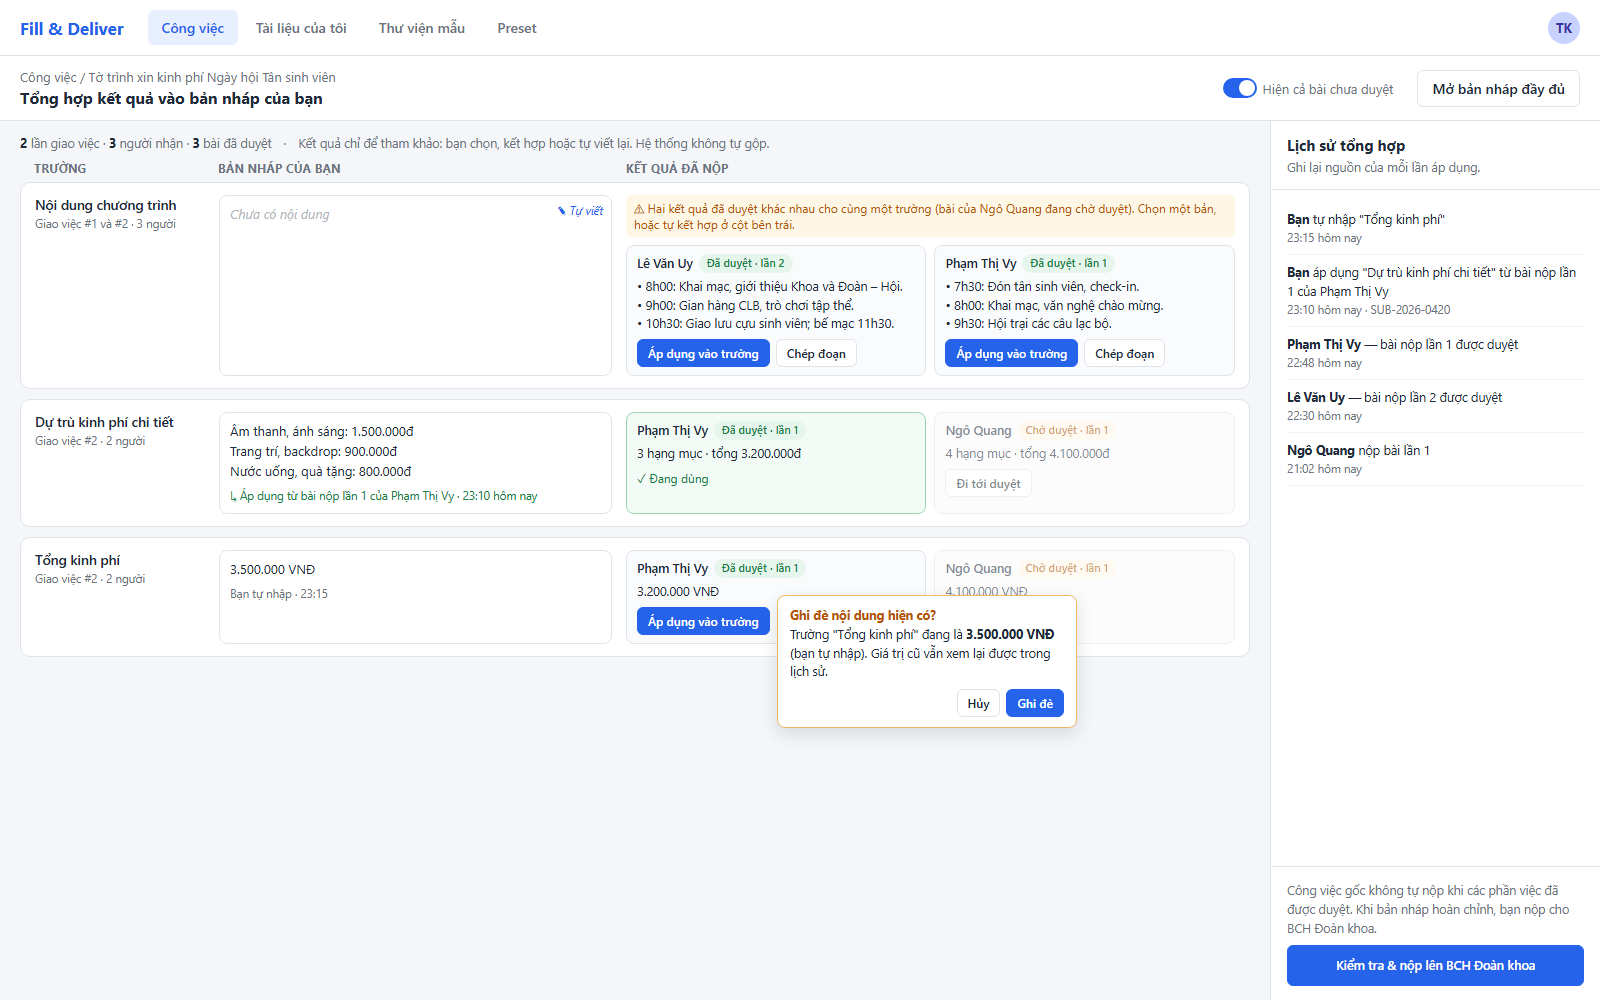 Fill & Deliver
Công việc
Tài liệu của tôi
Thư viện mẫu
Preset
TK
Công việc / Tờ trình xin kinh phí Ngày hội Tân sinh viên
Tổng hợp kết quả vào bản nháp của bạn
Hiện cả bài chưa duyệt
Mở bản nháp đầy đủ
2 lần giao việc · 3 người nhận · 3 bài đã duyệt · Kết quả chỉ để tham khảo: bạn chọn, kết hợp hoặc tự viết lại. Hệ thống không tự gộp.
TRƯỜNG
BẢN NHÁP CỦA BẠN
KẾT QUẢ ĐÃ NỘP
Nội dung chương trình
Giao việc #1 và #2 · 3 người
Chưa có nội dung
✎ Tự viết
⚠ Hai kết quả đã duyệt khác nhau cho cùng một trường (bài của Ngô Quang đang chờ duyệt). Chọn một bản,
hoặc tự kết hợp ở cột bên trái.
Lê Văn Uy
Đã duyệt · lần 2
• 8h00: Khai mạc, giới thiệu Khoa và Đoàn – Hội.
• 9h00: Gian hàng CLB, trò chơi tập thể.
• 10h30: Giao lưu cựu sinh viên; bế mạc 11h30.
Áp dụng vào trường
Chép đoạn
Phạm Thị Vy
Đã duyệt · lần 1
• 7h30: Đón tân sinh viên, check-in.
• 8h00: Khai mạc, văn nghệ chào mừng.
• 9h30: Hội trại các câu lạc bộ.
Áp dụng vào trường
Chép đoạn
Dự trù kinh phí chi tiết
Giao việc #2 · 2 người
Âm thanh, ánh sáng: 1.500.000đ
Trang trí, backdrop: 900.000đ
Nước uống, quà tặng: 800.000đ
↳ Áp dụng từ bài nộp lần 1 của Phạm Thị Vy · 23:10 hôm nay
Phạm Thị Vy
Đã duyệt · lần 1
3 hạng mục · tổng 3.200.000đ
✓ Đang dùng
Ngô Quang
Chờ duyệt · lần 1
4 hạng mục · tổng 4.100.000đ
Đi tới duyệt
Tổng kinh phí
Giao việc #2 · 2 người
3.500.000 VNĐ
Bạn tự nhập · 23:15
Phạm Thị Vy
Đã duyệt · lần 1
3.200.000 VNĐ
Áp dụng vào trường
Ngô Quang
Chờ duyệt · lần 1
4.100.000 VNĐ
Ghi đè nội dung hiện có?
Trường "Tổng kinh phí" đang là 3.500.000 VNĐ
(bạn tự nhập). Giá trị cũ vẫn xem lại được trong
lịch sử.
Hủy
Ghi đè
Lịch sử tổng hợp
Ghi lại nguồn của mỗi lần áp dụng.
Bạn tự nhập "Tổng kinh phí"
23:15 hôm nay
Bạn áp dụng "Dự trù kinh phí chi tiết" từ bài nộp lần
1 của Phạm Thị Vy
23:10 hôm nay · SUB-2026-0420
Phạm Thị Vy — bài nộp lần 1 được duyệt
22:48 hôm nay
Lê Văn Uy — bài nộp lần 2 được duyệt
22:30 hôm nay
Ngô Quang nộp bài lần 1
21:02 hôm nay
Công việc gốc không tự nộp khi các phần việc đã
được duyệt. Khi bản nháp hoàn chỉnh, bạn nộp cho
BCH Đoàn khoa.
Kiểm tra & nộp lên BCH Đoàn khoa